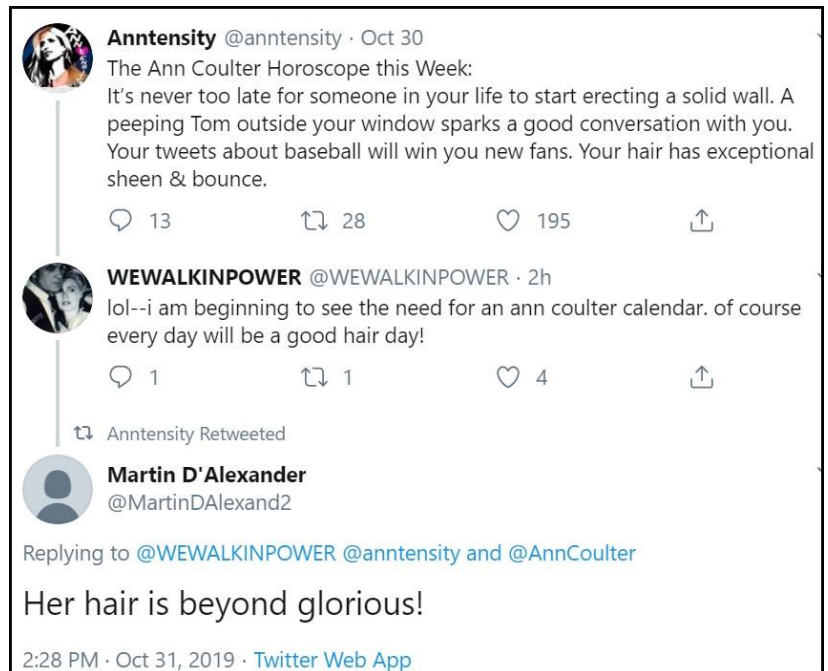 Anntensity @anntensity · Oct 30
The Ann Coulter Horoscope this Week:
It's never too late for someone in your life to start erecting a solid wall. A
peeping Tom outside your window sparks a good conversation with you.
Your tweets about baseball will win you new fans. Your hair has exceptional
sheen & bounce.
13 28 195
WEWALKINPOWER @WEWALKINPOWER · 2h
lol--i am beginning to see the need for an ann coulter calendar. of course
every day will be a good hair day!
1 1 4
Anntensity Retweeted
Martin D'Alexander
@MartinDAlexand2
Replying to @WEWALKINPOWER @anntensity and @AnnCoulter
Her hair is beyond glorious!
2:28 PM · Oct 31, 2019 · Twitter Web App